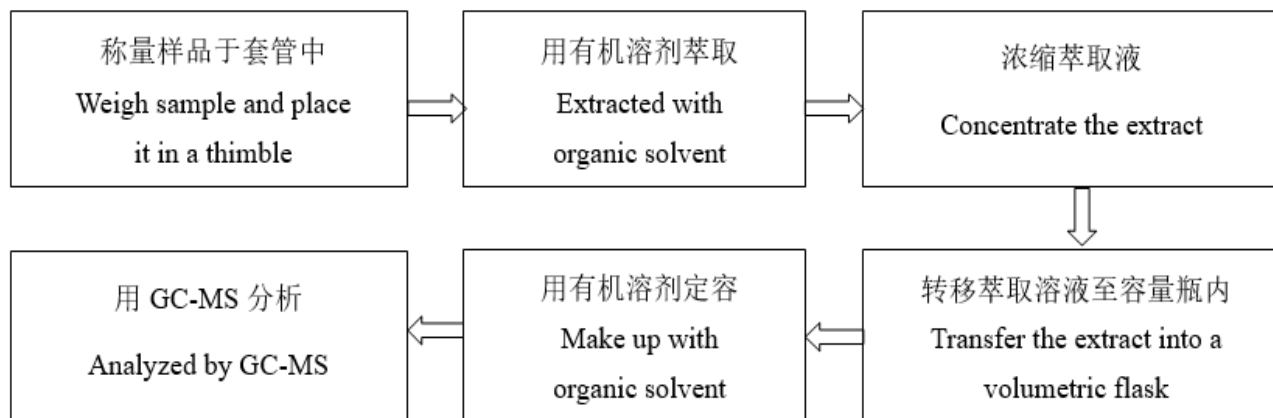 称量样品于套管中
Weigh sample and place
it in a thimble
用有机溶剂萃取
Extracted with
organic solvent
浓缩萃取液
Concentrate the extract
转移萃取溶液至容量瓶内
Transfer the extract into a
volumetric flask
用有机溶剂定容
Make up with
organic solvent
用 GC-MS 分析
Analyzed by GC-MS